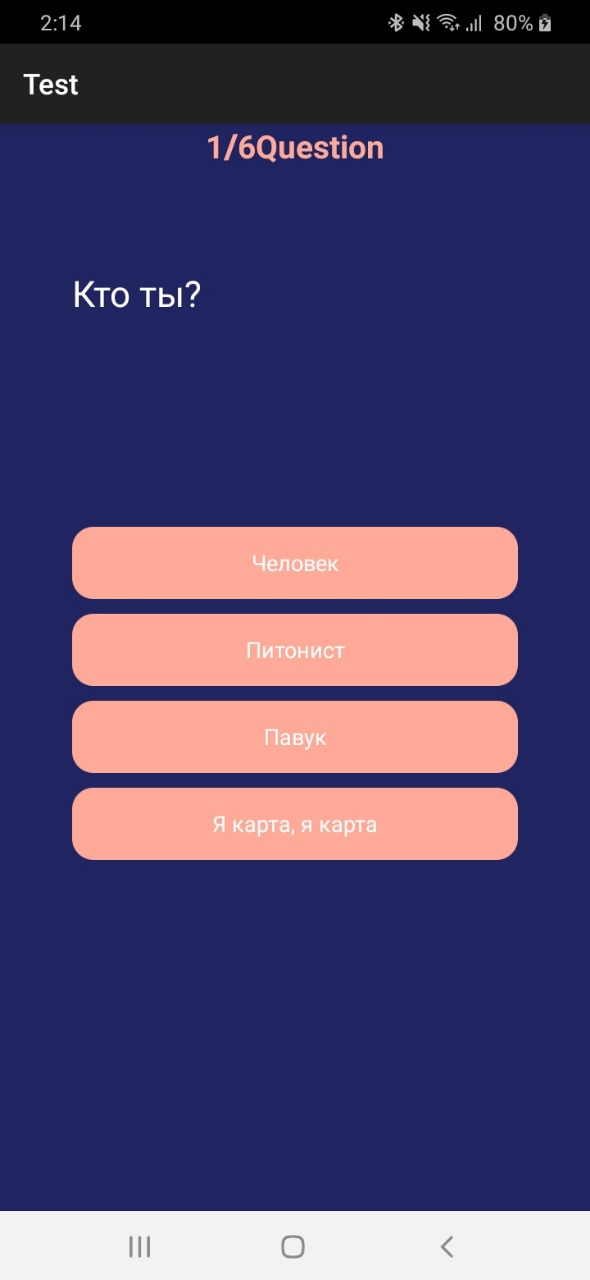 2:14
80%
Test
1/6Question
Кто ты?
Человек
Питонист
Павук
Я карта, я карта